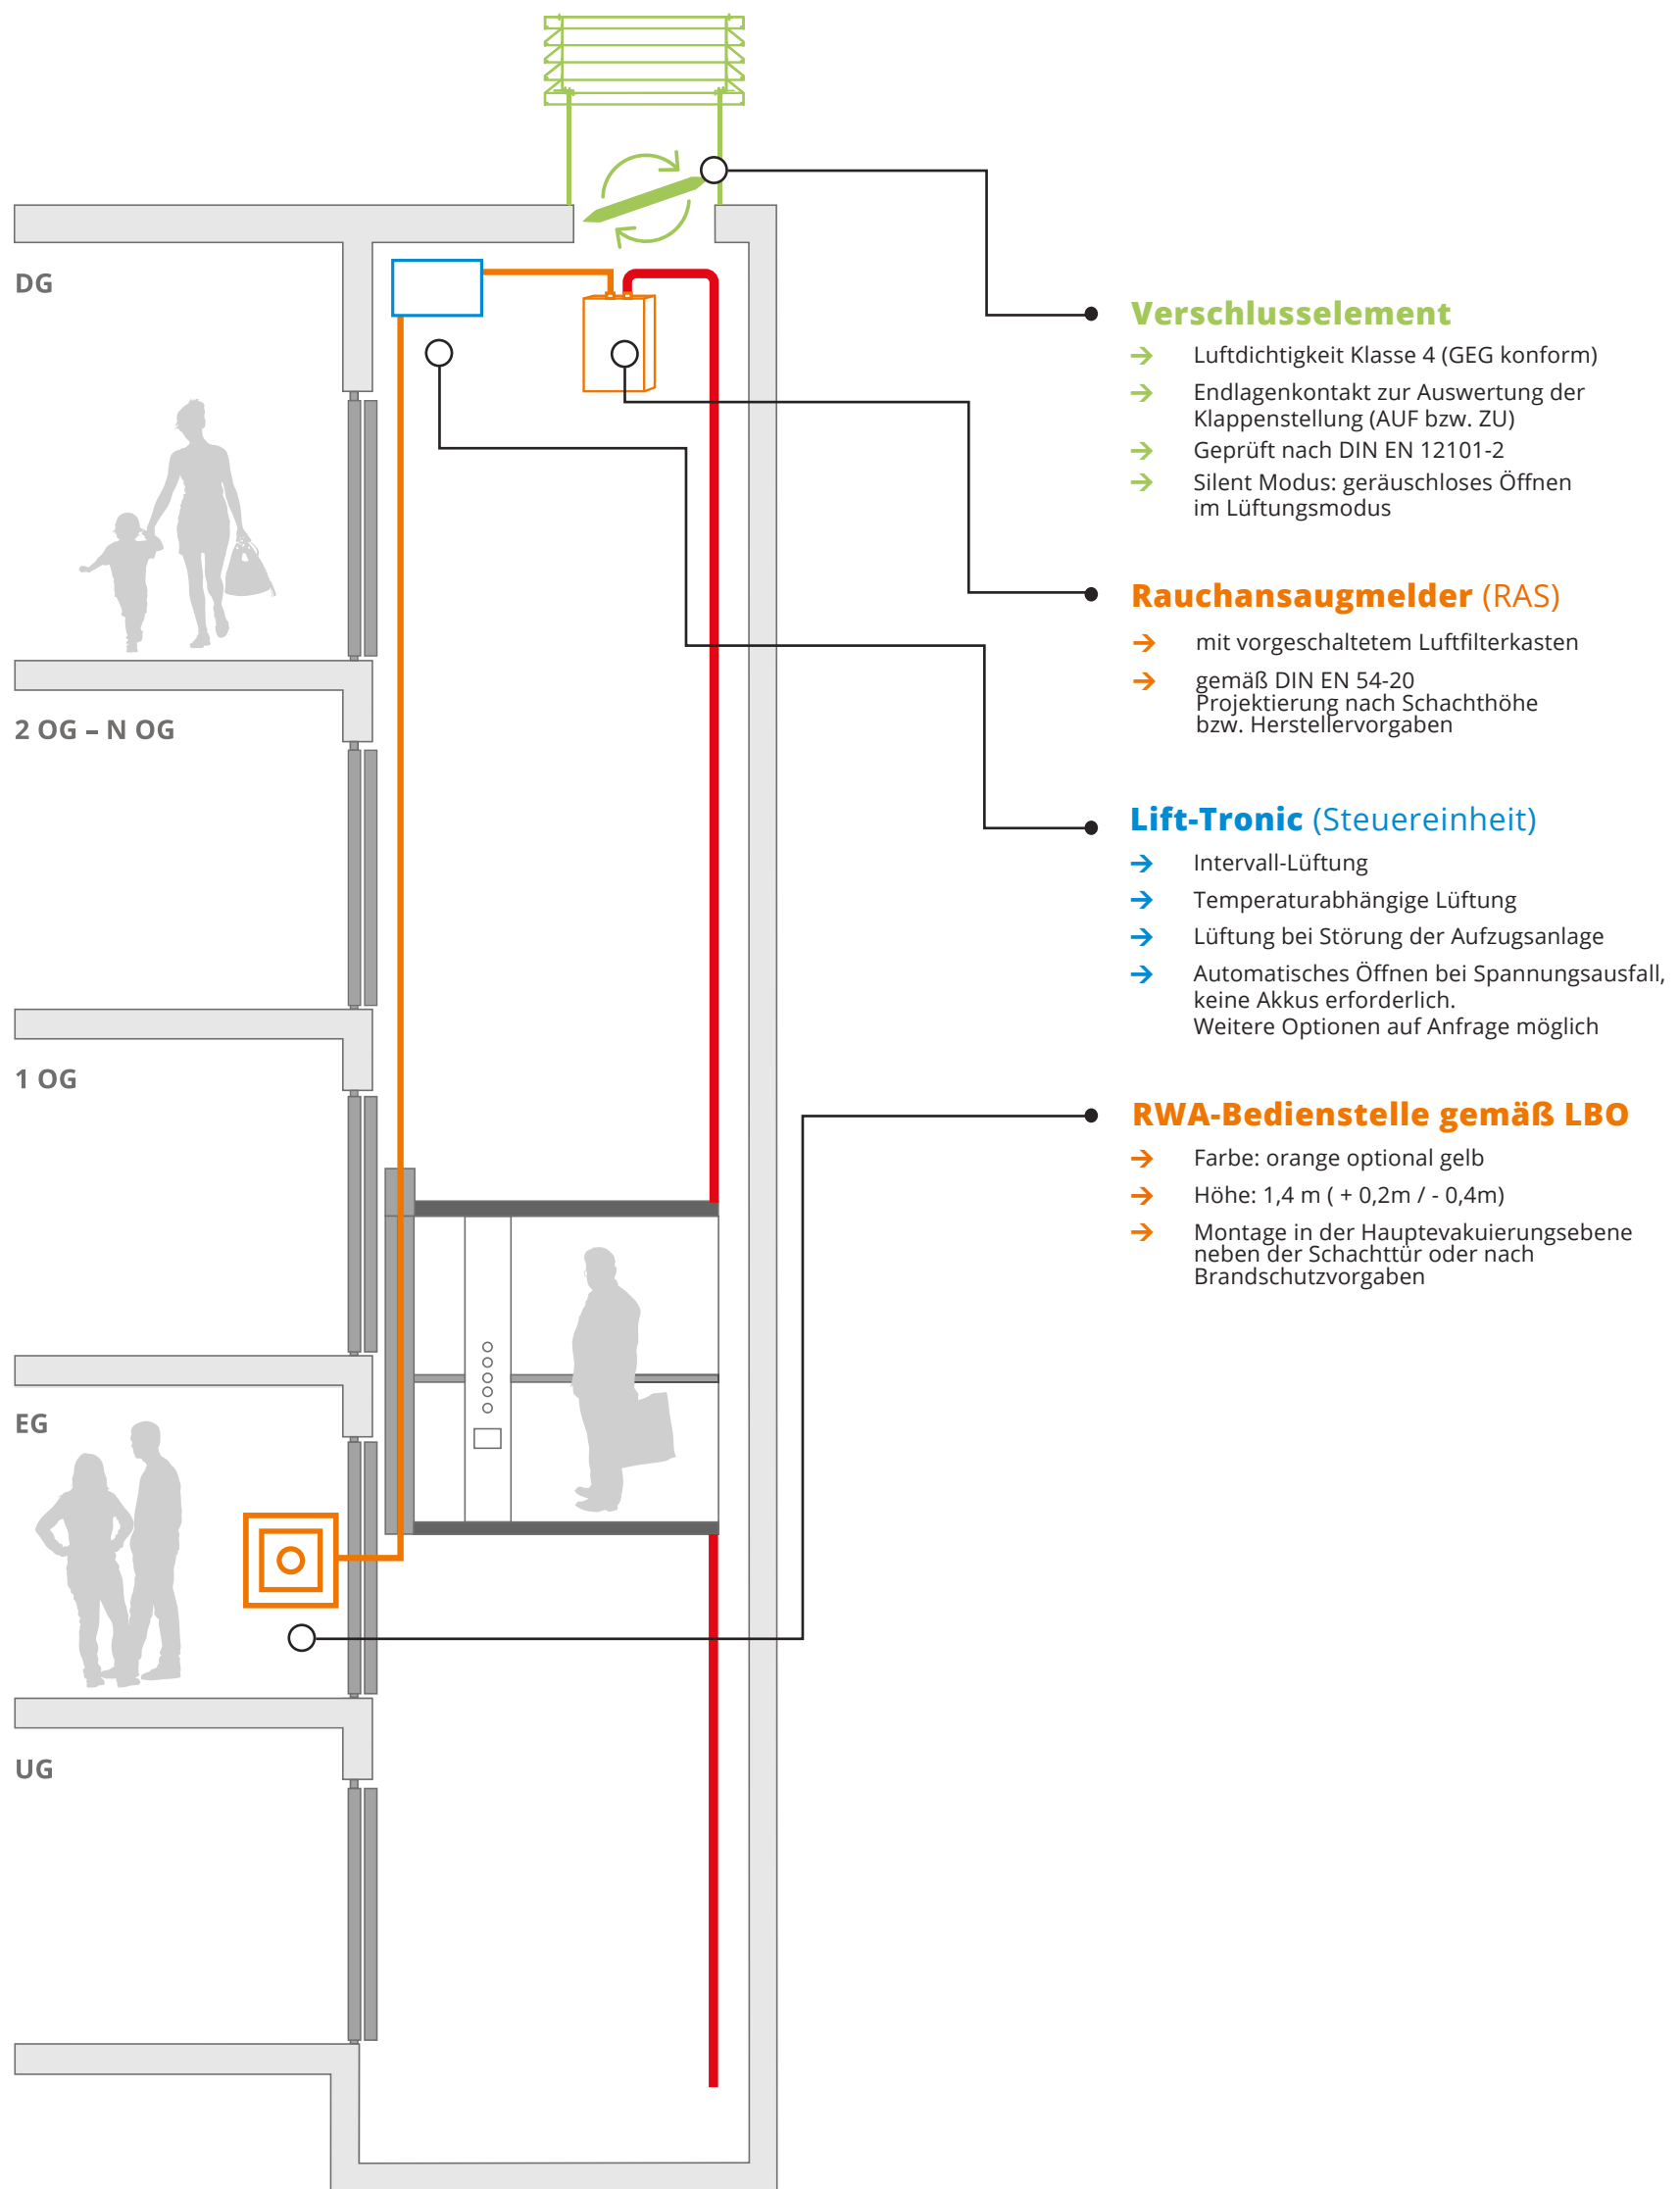 DG
2 OG – N OG
1 OG
EG
UG
Verschlusselement
Luftdichtigkeit Klasse 4 (GEG konform)
Endlagenkontakt zur Auswertung der
Klappenstellung (AUF bzw. ZU)
Geprüft nach DIN EN 12101-2
Silent Modus: geräuschloses Öffnen
im Lüftungsmodus
Rauchansaugmelder (RAS)
mit vorgeschaltetem Luftfilterkasten
gemäß DIN EN 54-20
Projektierung nach Schachthöhe
bzw. Herstellervorgaben
Lift-Tronic (Steuereinheit)
Intervall-Lüftung
Temperaturabhängige Lüftung
Lüftung bei Störung der Aufzugsanlage
Automatisches Öffnen bei Spannungsausfall,
keine Akkus erforderlich.
Weitere Optionen auf Anfrage möglich
RWA-Bedienstelle gemäß LBO
Farbe: orange optional gelb
Höhe: 1,4 m ( + 0,2m / - 0,4m)
Montage in der Hauptevakuierungsebene
neben der Schachttür oder nach
Brandschutzvorgaben